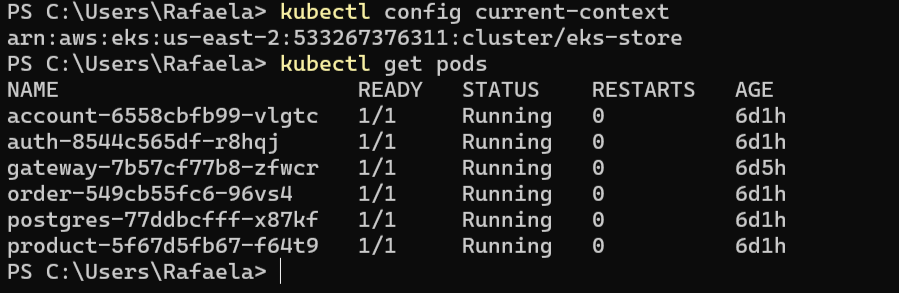 PS C:\Users\Rafaela> kubectl config current-context
arn:aws:eks:us-east-2:533267376311:cluster/eks-store
PS C:\Users\Rafaela> kubectl get pods
NAME READY STATUS RESTARTS AGE
account-6558cbfb99-vlgtc 1/1 Running 0 6d1h
auth-8544c565df-r8hqj 1/1 Running 0 6d1h
gateway-7b57cf77b8-zfwcr 1/1 Running 0 6d5h
order-549cb55fc6-96vs4 1/1 Running 0 6d1h
postgres-77ddbcfff-x87kf 1/1 Running 0 6d1h
product-5f67d5fb67-f64t9 1/1 Running 0 6d1h
PS C:\Users\Rafaela>